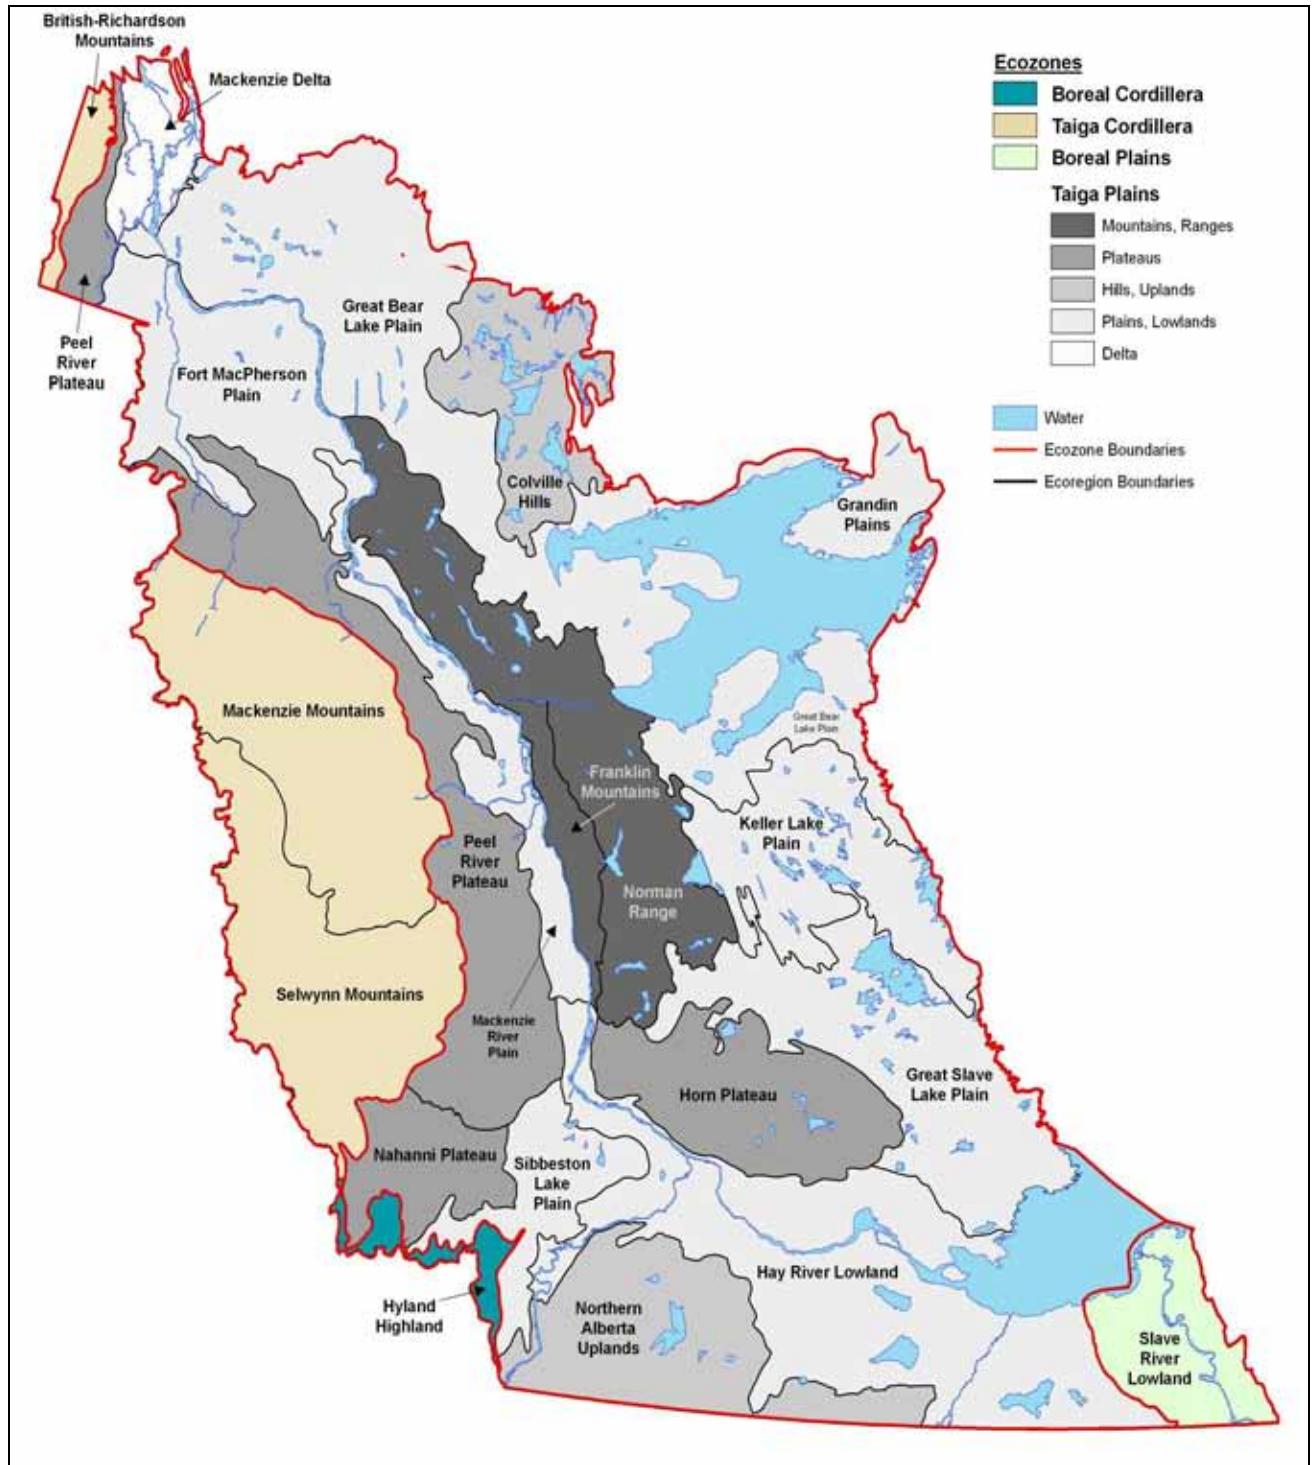 British-Richardson
Mountains
Mackenzie Delta
Ecozones
Boreal Cordillera
Taiga Cordillera
Boreal Plains
Taiga Plains
Mountains, Ranges
Plateaus
Hills, Uplands
Plains, Lowlands
Delta
Water
Ecozone Boundaries
Ecoregion Boundaries
Great Bear
Lake Plain
Peel
River
Plateau
Fort MacPherson
Plain
Colville
Hills
Grandin
Plains
Mackenzie Mountains
Great Bear
Lake Plain
Franklin
Mountains
Keller Lake
Plain
Peel
River
Plateau
Norman
Range
Selwynn Mountains
Mackenzie
River
Plain
Great Slave
Lake Plain
Horn Plateau
Nahanni Plateau
Sibbeston
Lake
Plain
Hay River Lowland
Hyland
Highland
Northern
Alberta
Uplands
Slave
River
Lowland